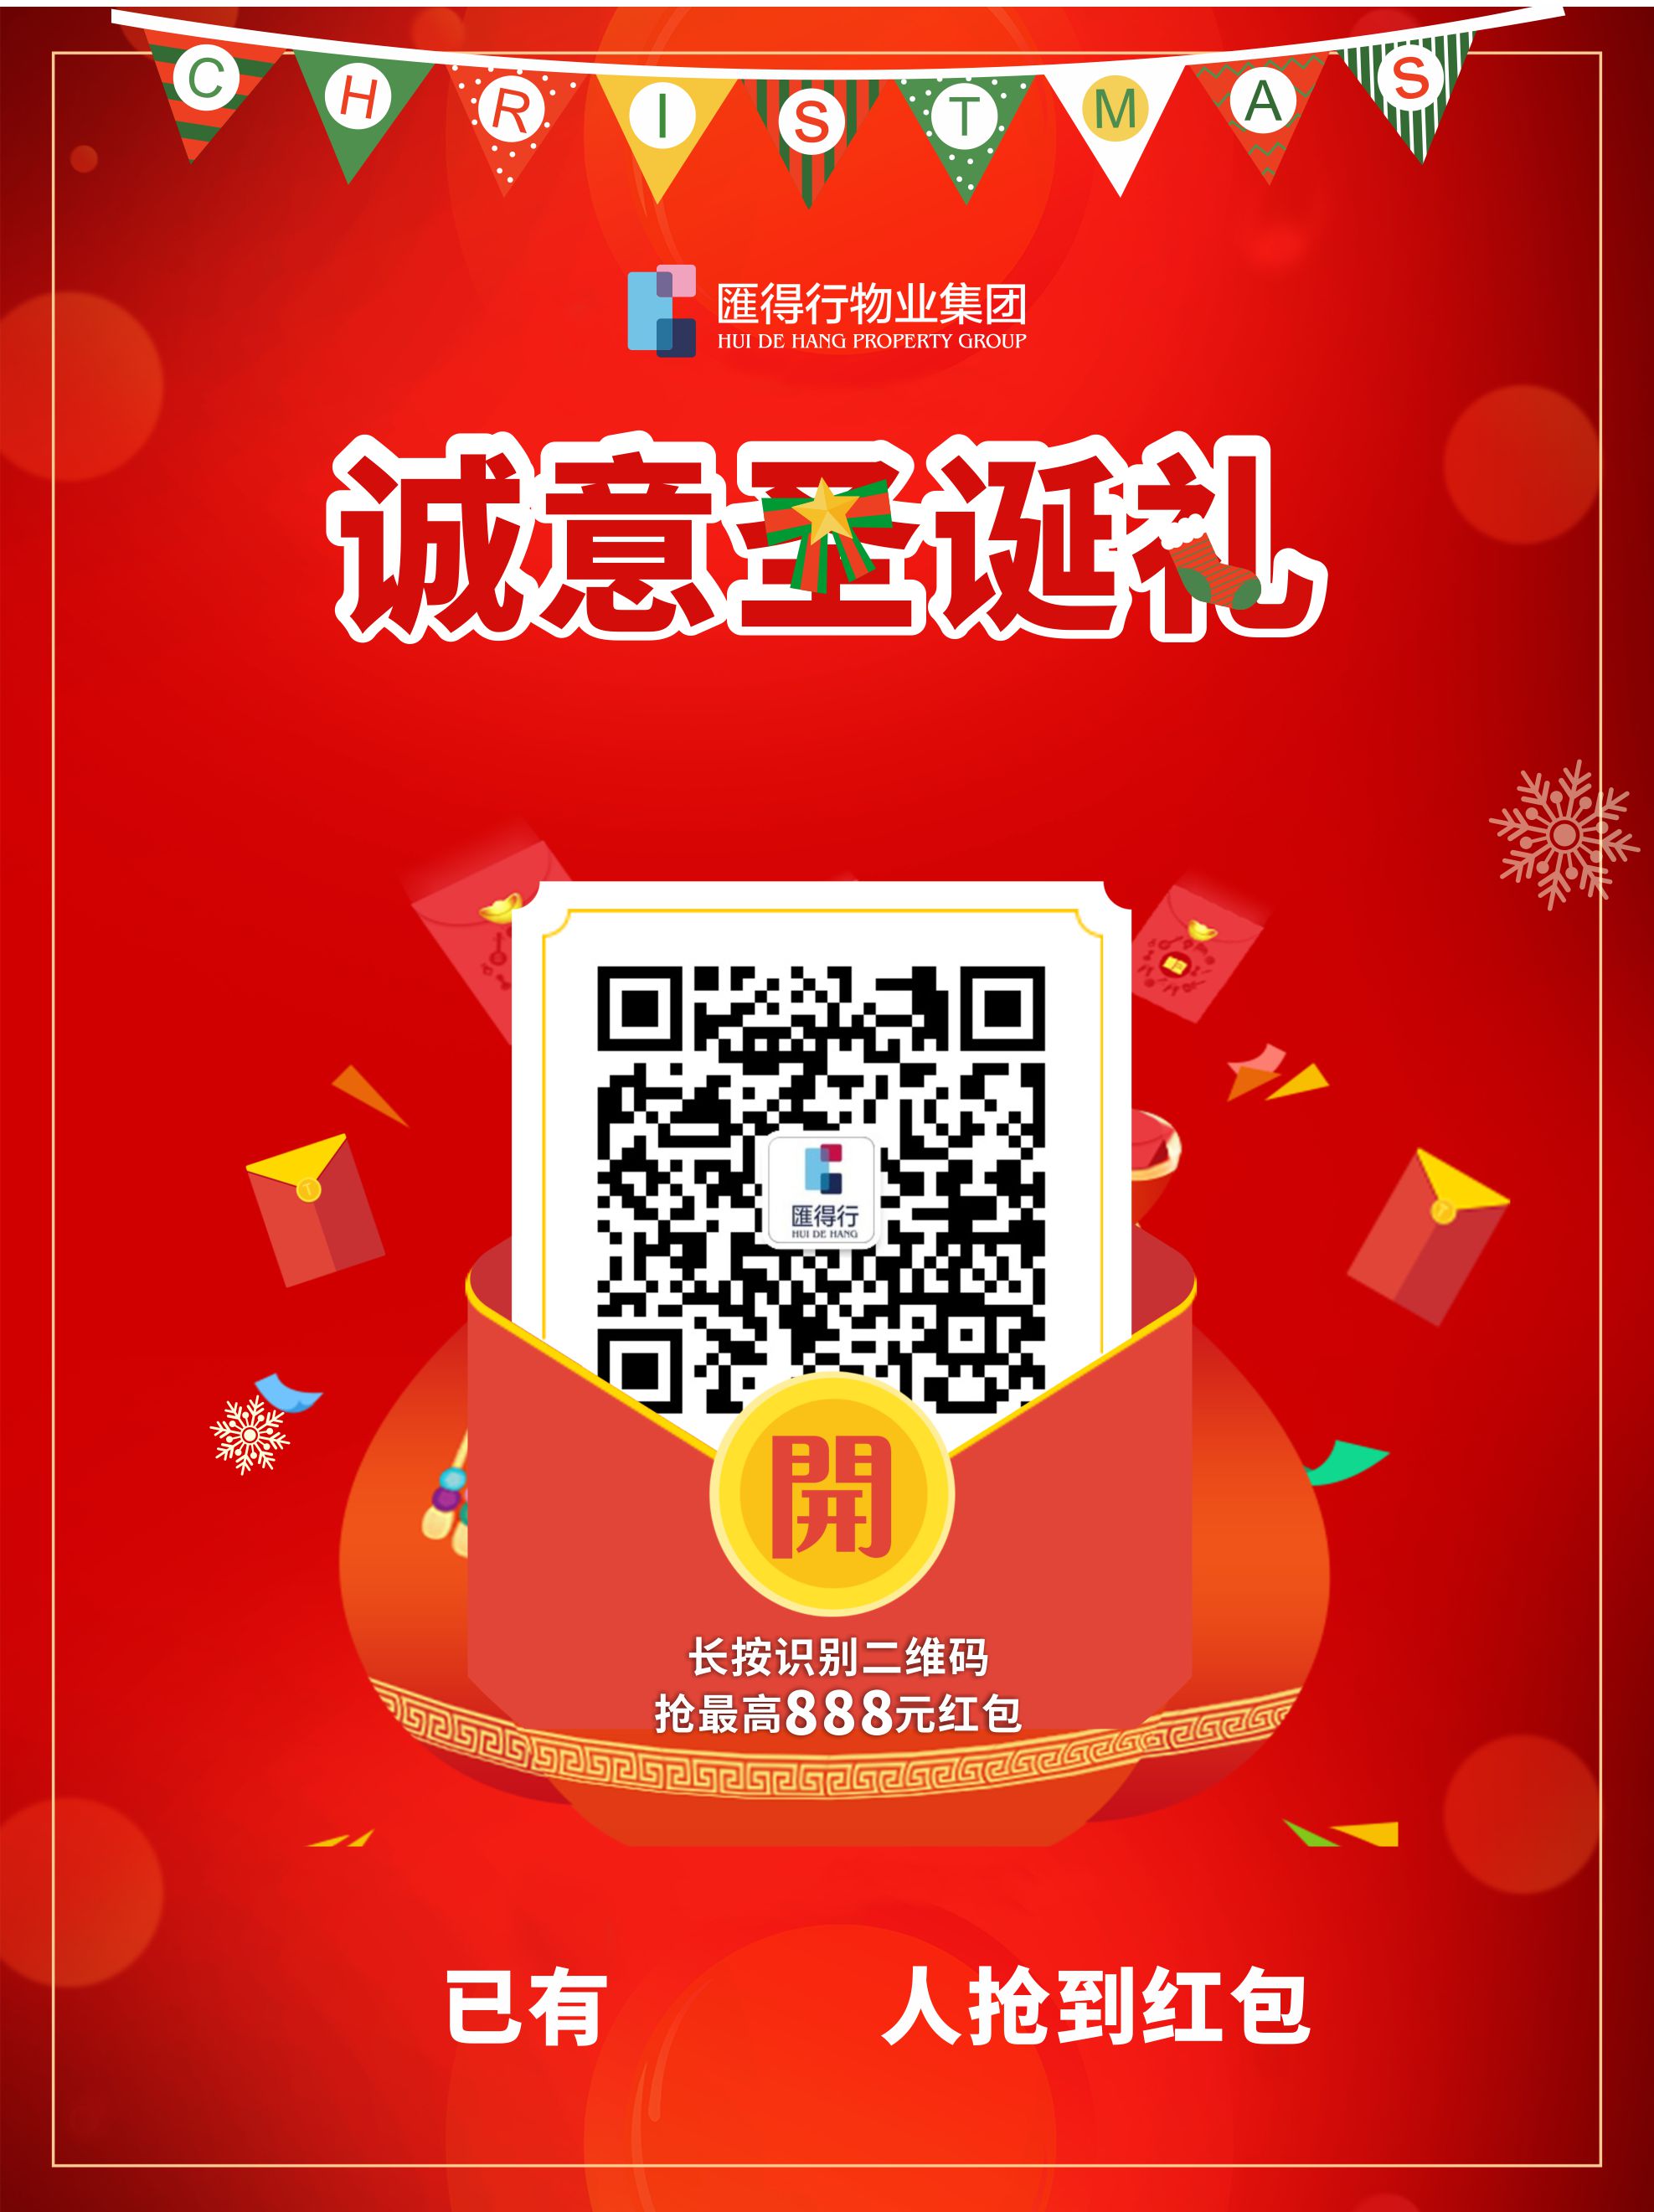 CHRISTMAS
匯得行物业集团
HUI DE HANG PROPERTY GROUP
诚意圣诞礼
匯得行
HUI DE HANG
開
长按识别二维码
抢最高888元红包
已有 人抢到红包